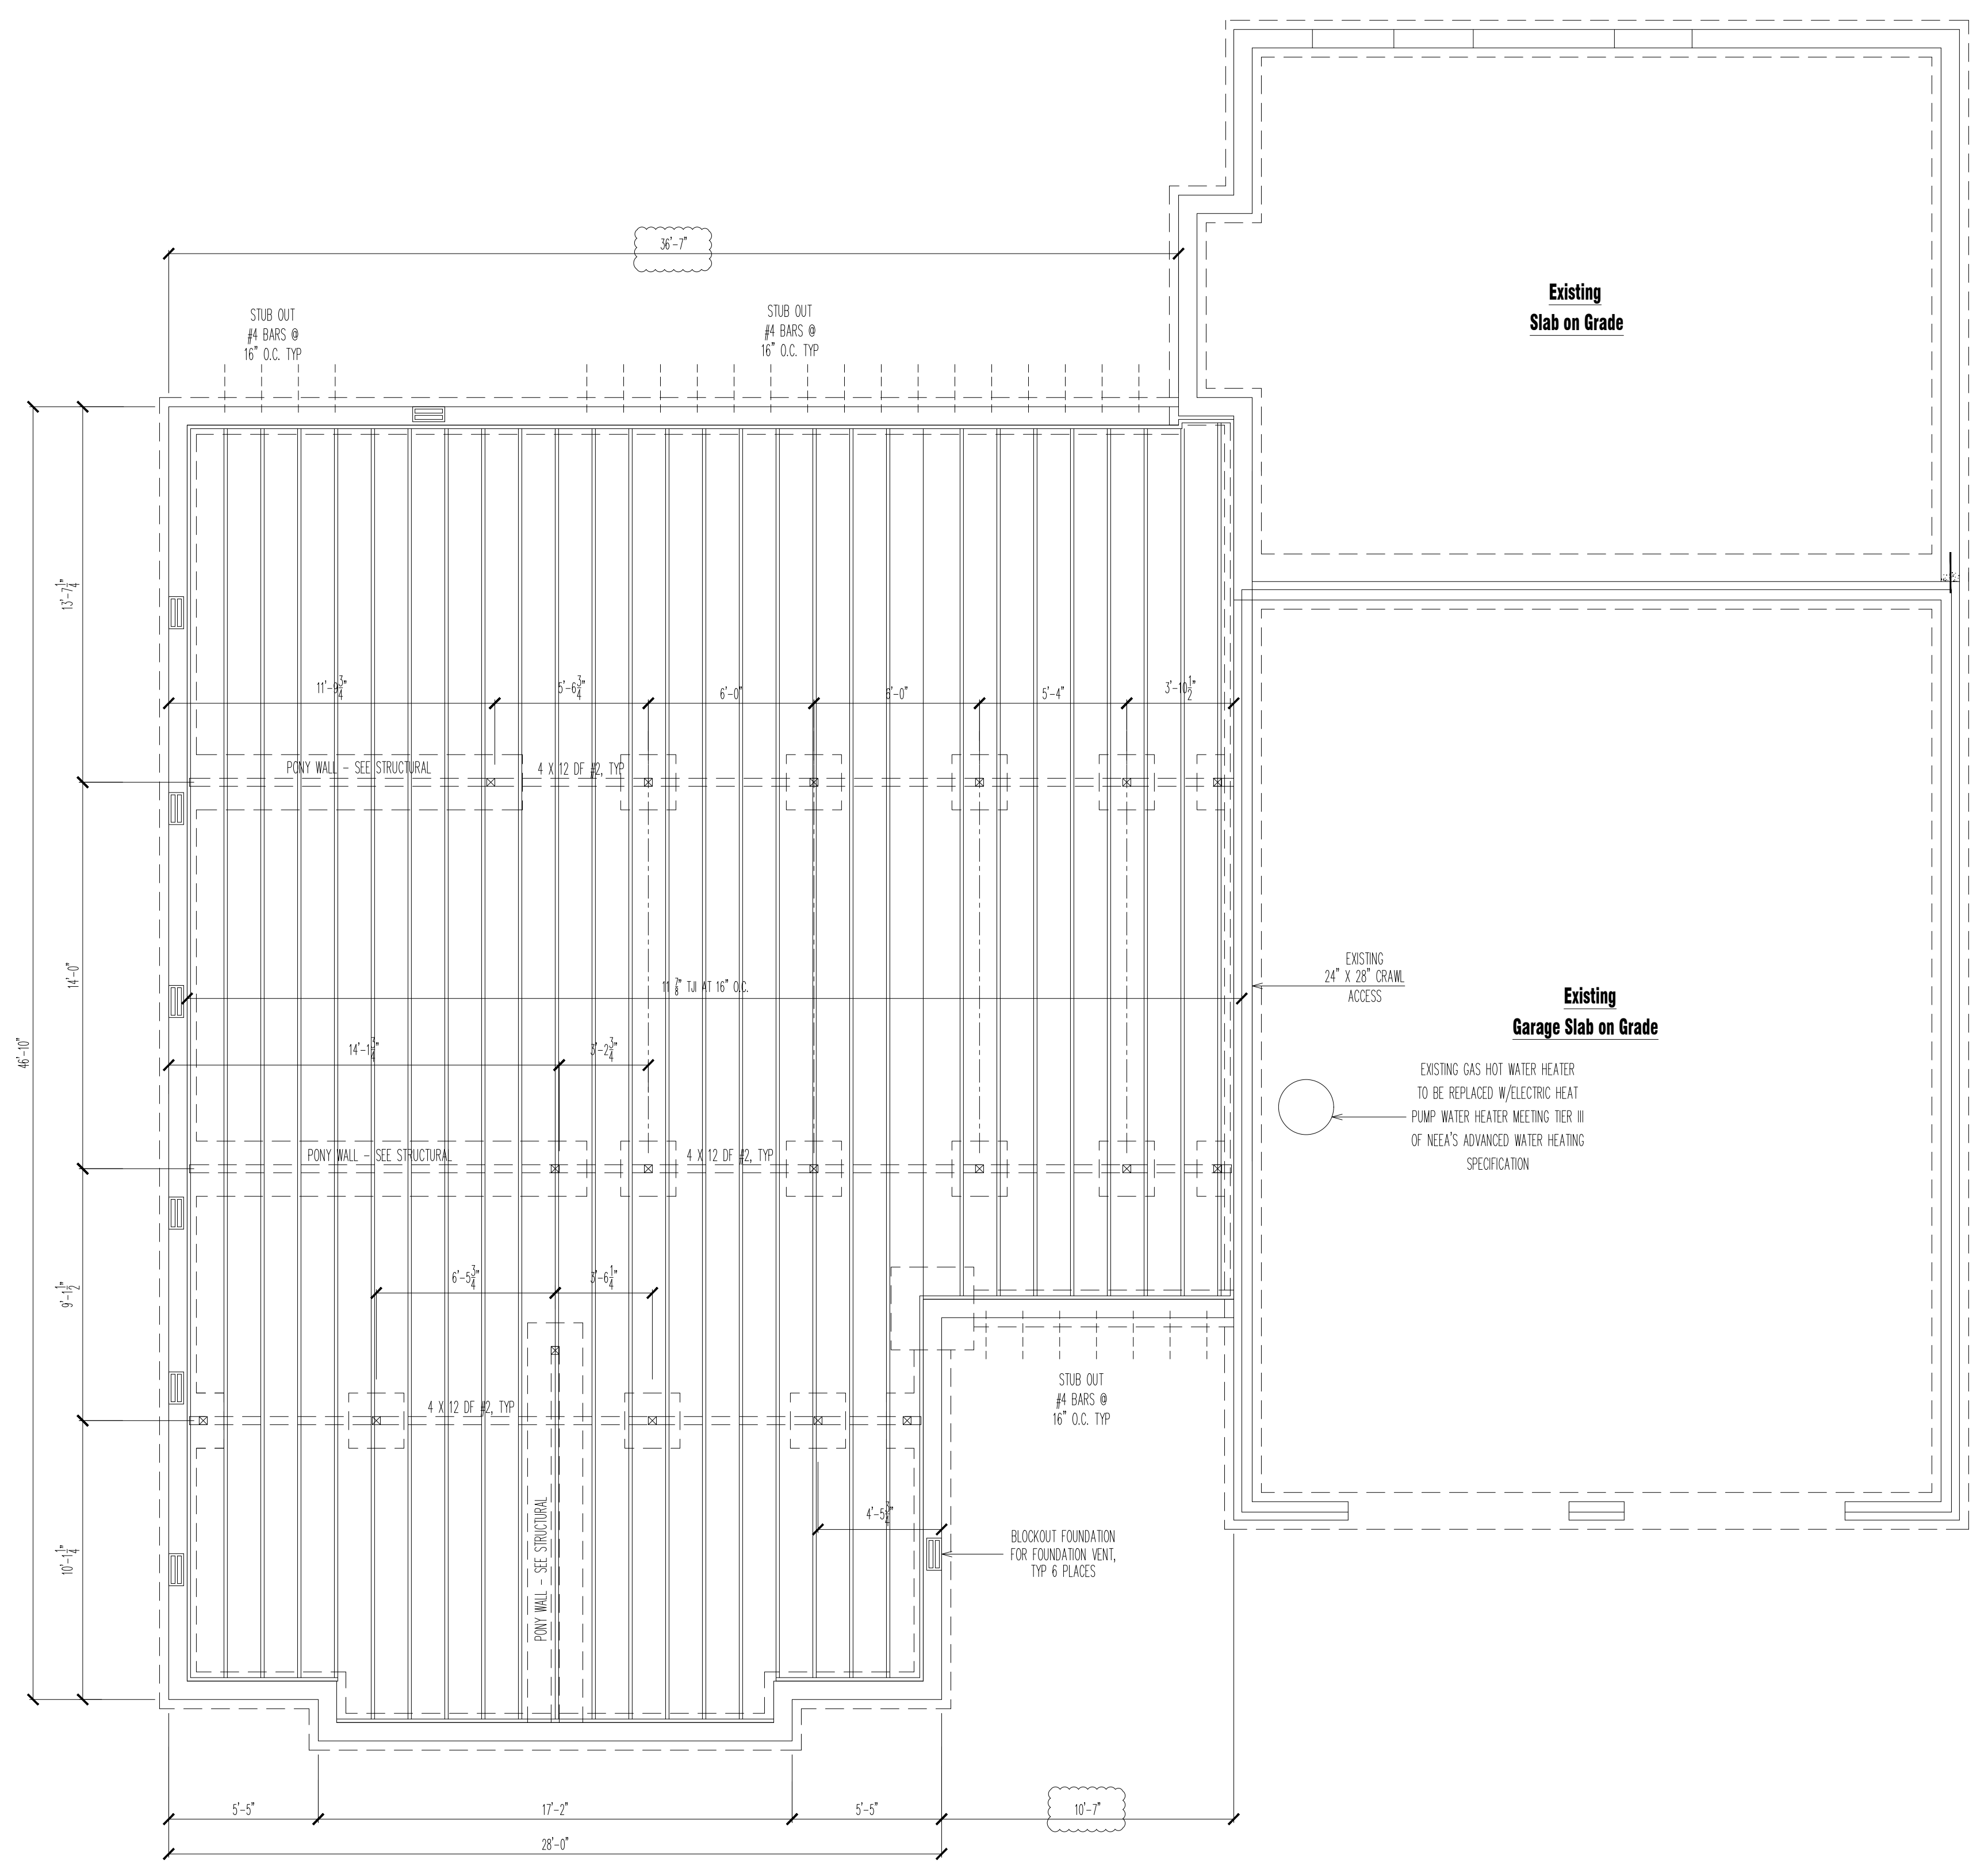 36'-7"
STUB OUT
#4 BARS @
16" O.C. TYP
STUB OUT
#4 BARS @
16" O.C. TYP
Existing
Slab on Grade
13'-7 1/4"
11'-9 3/4"
5'-6 3/4"
6'-0"
6'-0"
5'-4"
3'-10 1/2"
PONY WALL - SEE STRUCTURAL
4 X 12 DF #2, TYP
14'-0"
46'-10"
11 7/8" TJI AT 16" O.C.
EXISTING
24" X 28" CRAWL
ACCESS
Existing
Garage Slab on Grade
14'-1 3/4"
3'-2 3/4"
EXISTING GAS HOT WATER HEATER
TO BE REPLACED W/ELECTRIC HEAT
PUMP WATER HEATER MEETING TIER III
OF NEEA'S ADVANCED WATER HEATING
SPECIFICATION
PONY WALL - SEE STRUCTURAL
4 X 12 DF #2, TYP
9'-1 1/2"
6'-5 3/4"
3'-6 1/4"
STUB OUT
#4 BARS @
16" O.C. TYP
4 X 12 DF #2, TYP
PONY WALL - SEE STRUCTURAL
10'-1 1/4"
BLOCKOUT FOUNDATION
FOR FOUNDATION VENT,
TYP 6 PLACES
5'-5"
17'-2"
5'-5"
10'-7"
28'-0"